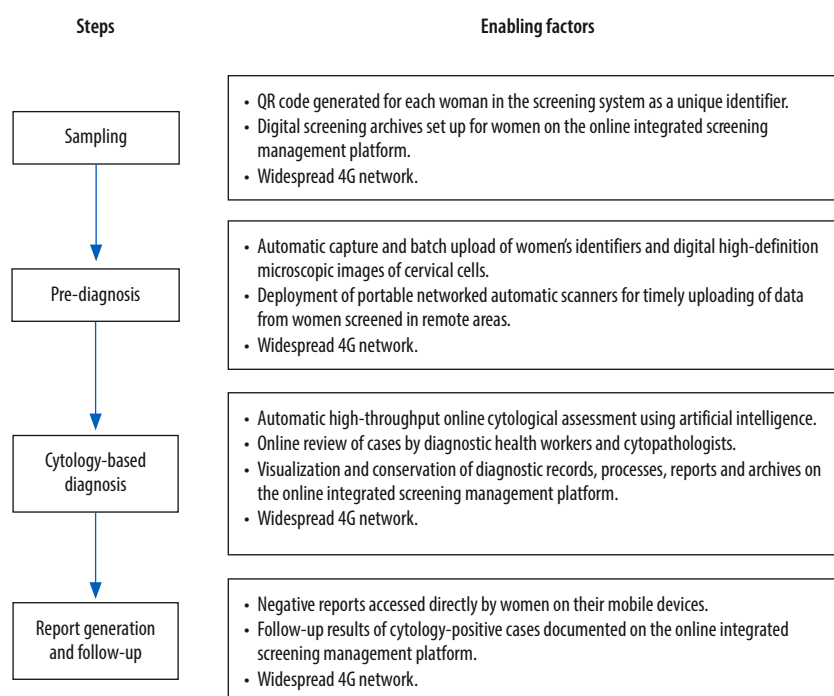 Steps
Enabling factors
Sampling
• QR code generated for each woman in the screening system as a unique identifier.
• Digital screening archives set up for women on the online integrated screening
management platform.
• Widespread 4G network.
Pre-diagnosis
• Automatic capture and batch upload of women's identifiers and digital high-definition
microscopic images of cervical cells.
• Deployment of portable networked automatic scanners for timely uploading of data
from women screened in remote areas.
• Widespread 4G network.
Cytology-based
diagnosis
• Automatic high-throughput online cytological assessment using artificial intelligence.
• Online review of cases by diagnostic health workers and cytopathologists.
• Visualization and conservation of diagnostic records, processes, reports and archives on
the online integrated screening management platform.
• Widespread 4G network.
Report generation
and follow-up
• Negative reports accessed directly by women on their mobile devices.
• Follow-up results of cytology-positive cases documented on the online integrated
screening management platform.
• Widespread 4G network.